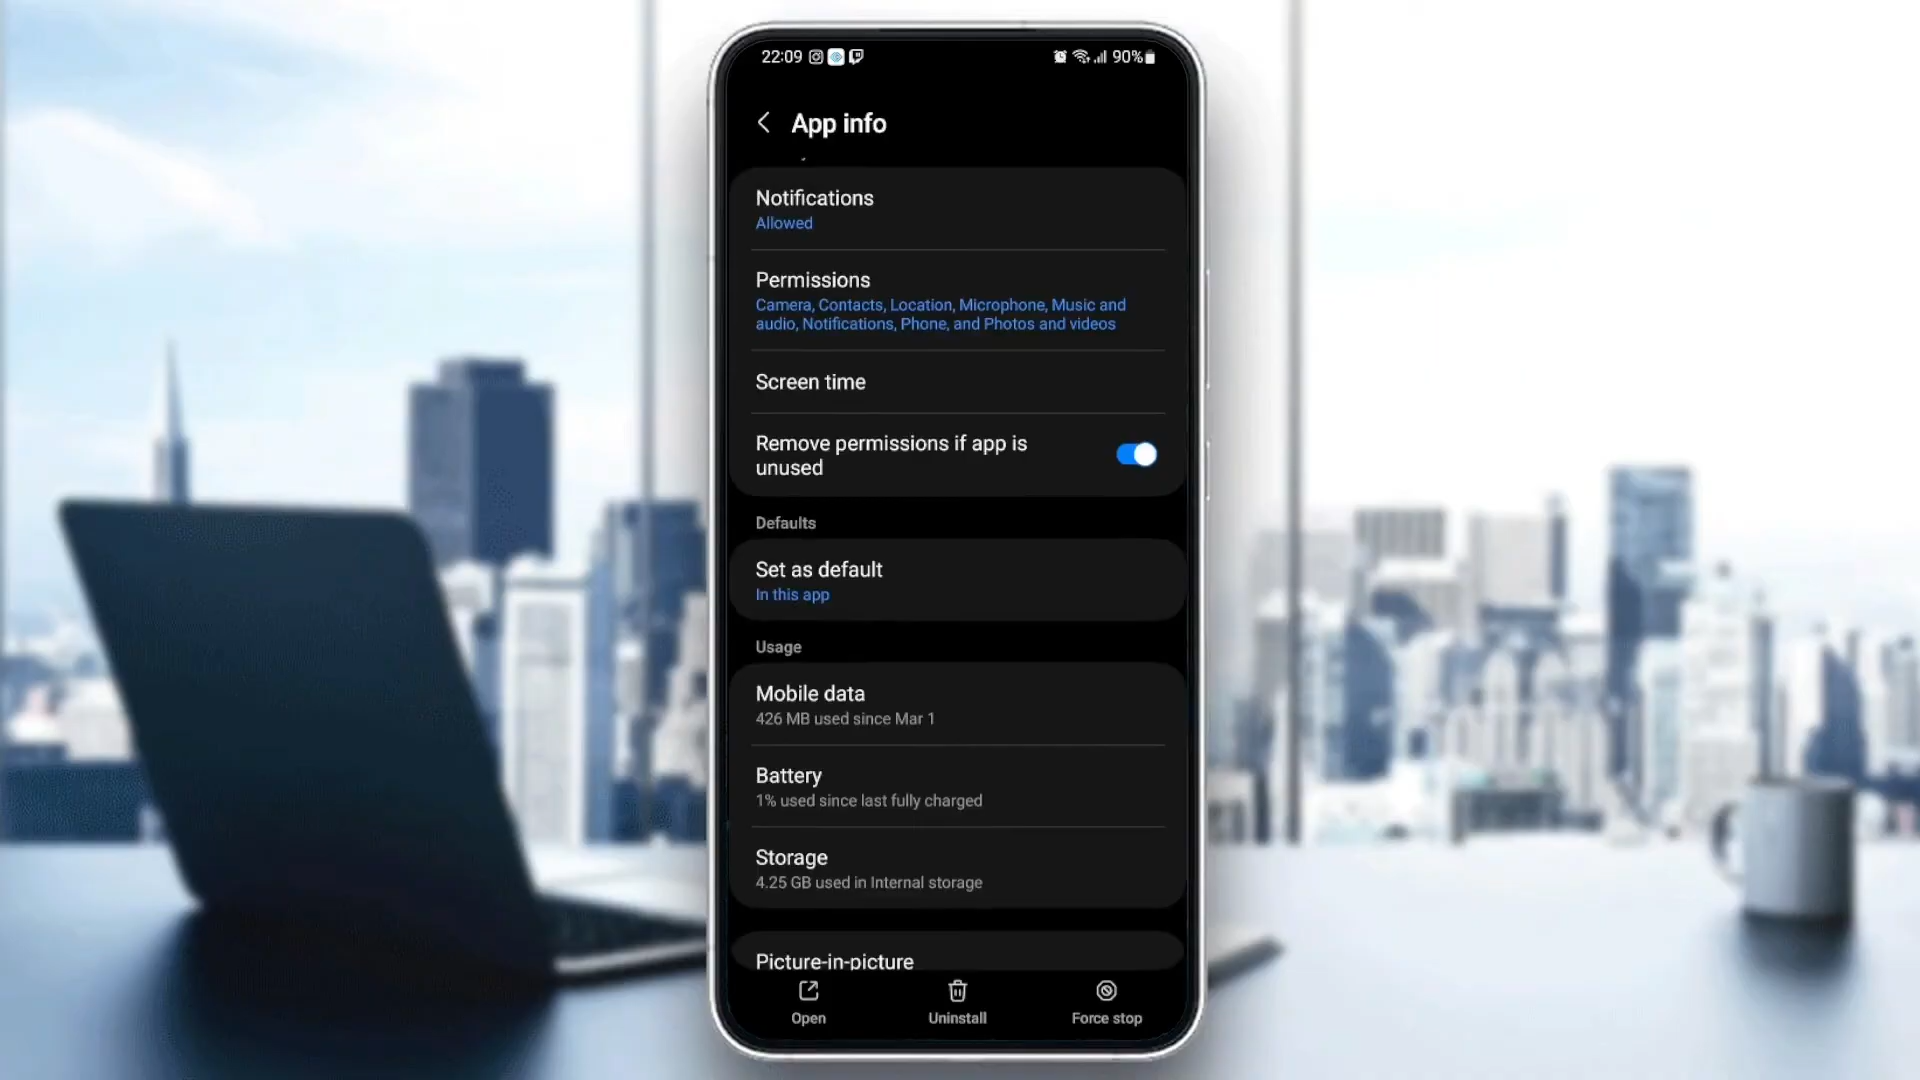 22:09
90%
App info
Notifications
Allowed
Permissions
Camera, Contacts, Location, Microphone, Music and
audio, Notifications, Phone, and Photos and videos
Screen time
Remove permissions if app is
unused
Defaults
Set as default
In this app
Usage
Mobile data
426 MB used since Mar 1
Battery
1% used since last fully charged
Storage
4.25 GB used in Internal storage
Picture-in-picture
Open
Uninstall
Force stop